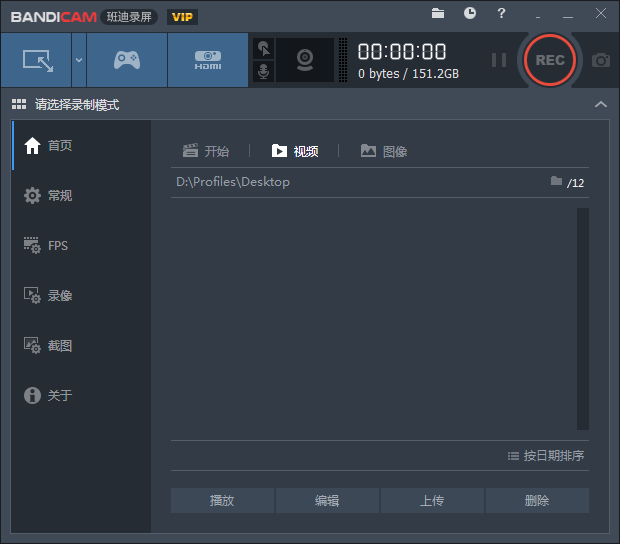 BANDICAM 班迪录屏 VIP ?
HDMI 00:00:00 REC
0 bytes / 151.2GB
请选择录制模式
首页
常规
FPS
录像
截图
关于
开始 视频 图像
D:\Profiles\Desktop /12
按日期排序
播放 编辑 上传 删除